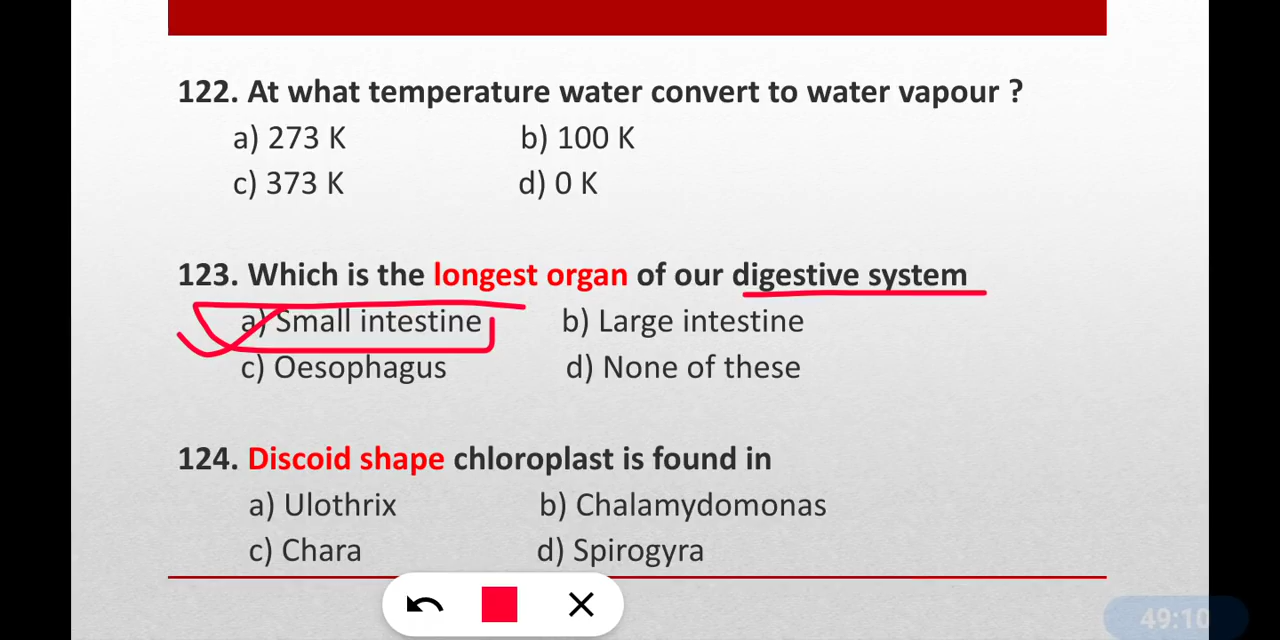 122. At what temperature water convert to water vapour ?
a) 273 K b) 100 K
c) 373 K d) 0 K
123. Which is the longest organ of our digestive system
a) Small intestine b) Large intestine
c) Oesophagus d) None of these
124. Discoid shape chloroplast is found in
a) Ulothrix b) Chalamydomonas
c) Chara d) Spirogyra
49:10